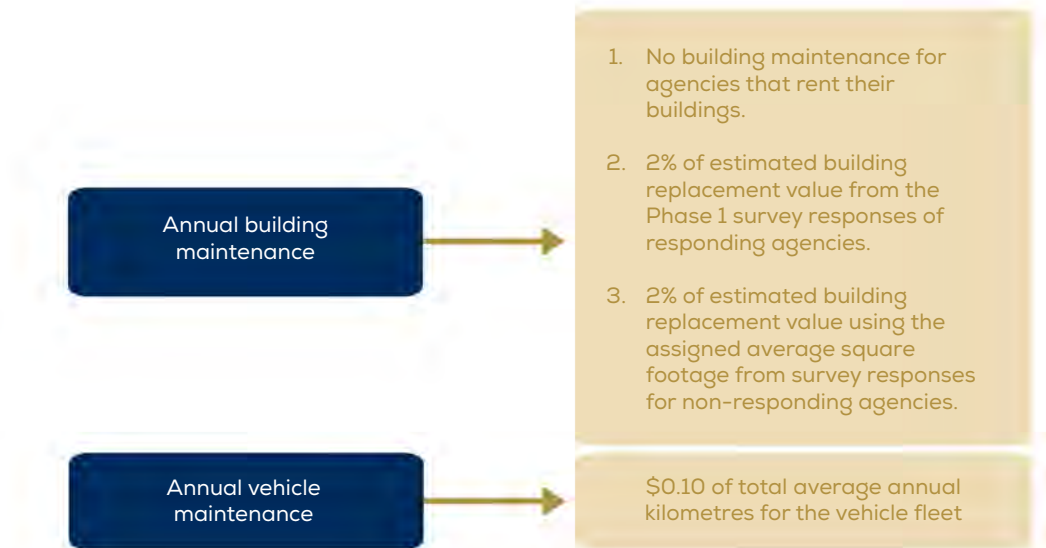 Annual building
maintenance
1. No building maintenance for
agencies that rent their
buildings.
2. 2% of estimated building
replacement value from the
Phase 1 survey responses of
responding agencies.
3. 2% of estimated building
replacement value using the
assigned average square
footage from survey responses
for non-responding agencies.
Annual vehicle
maintenance
$0.10 of total average annual
kilometres for the vehicle fleet